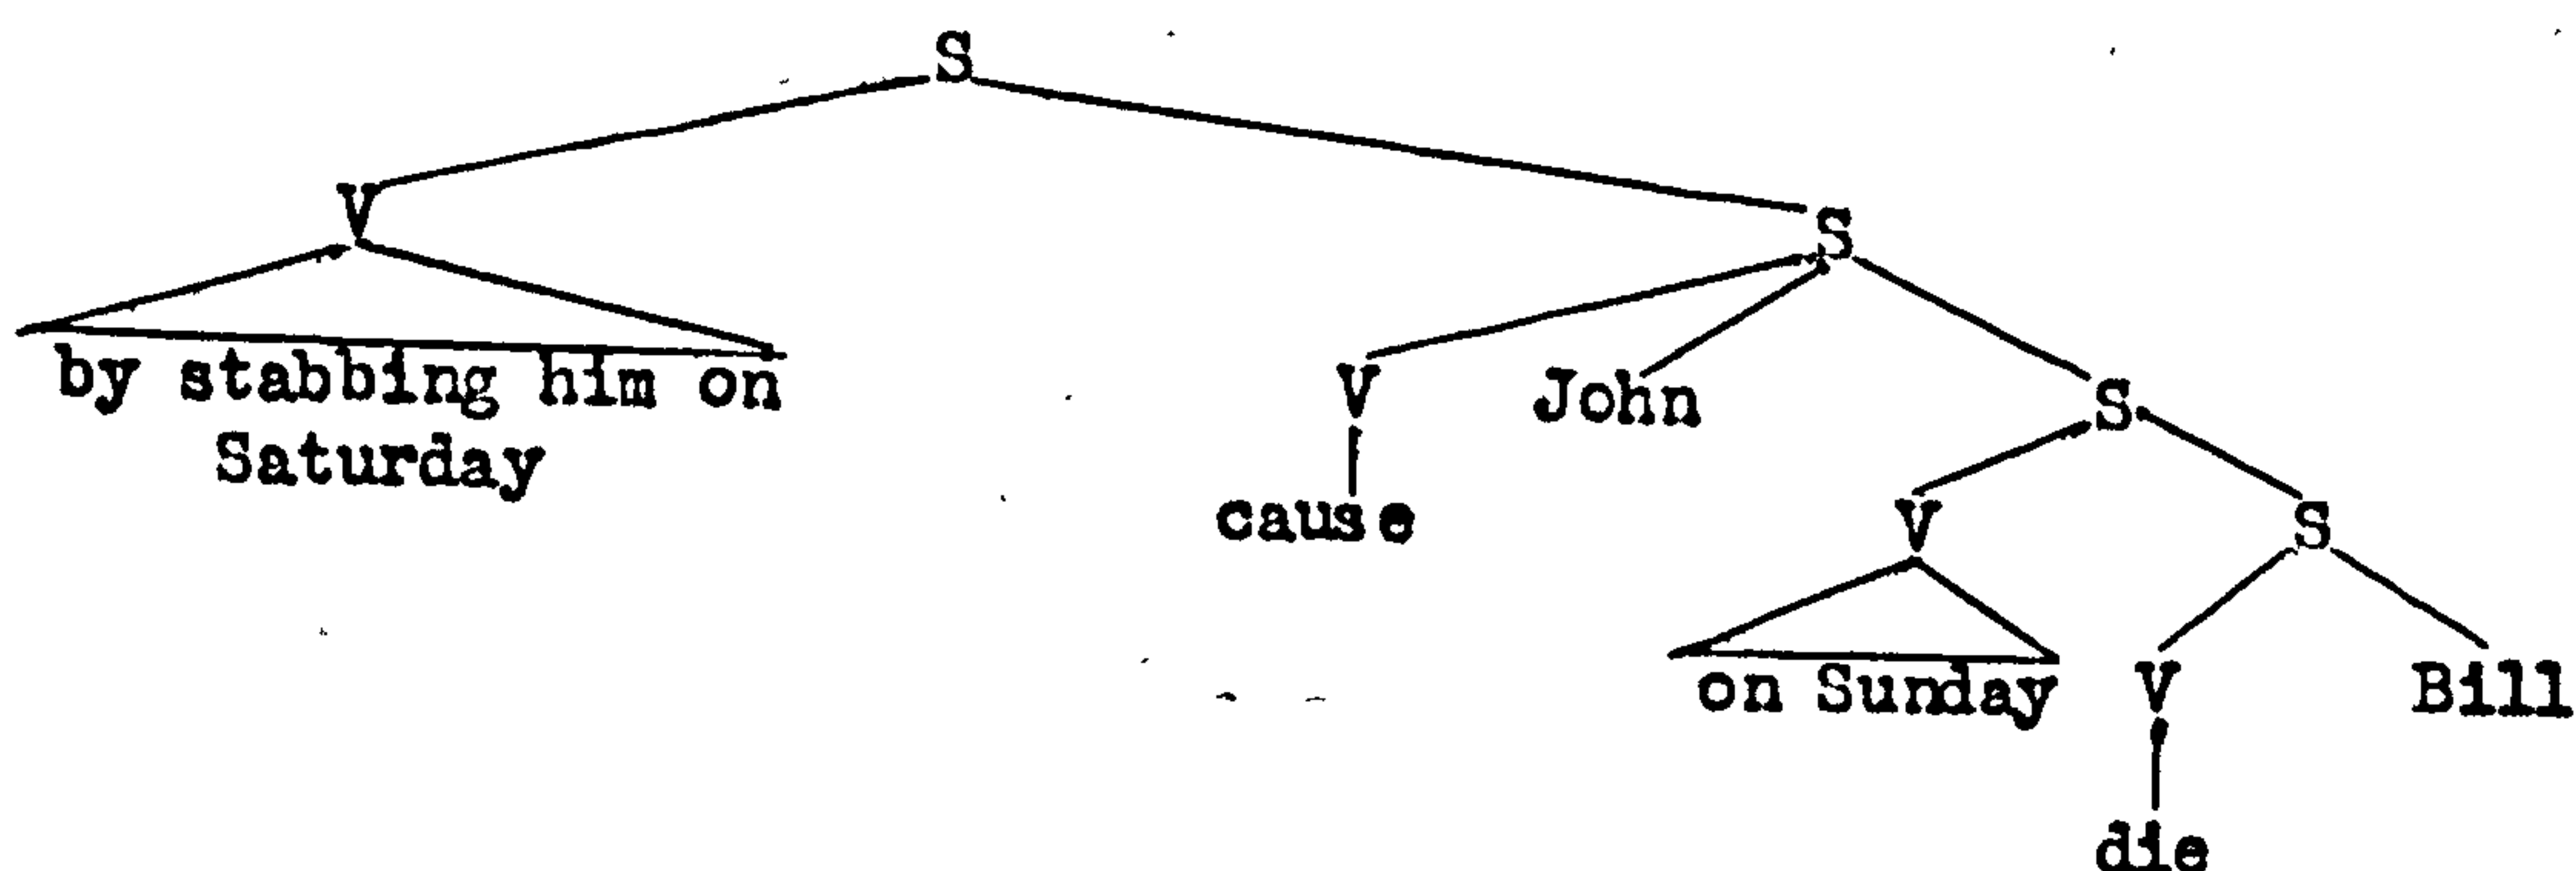 S
V
S
by stabbing him on
Saturday
V
John
S
cause
V
S
on Sunday
V
Bill
die